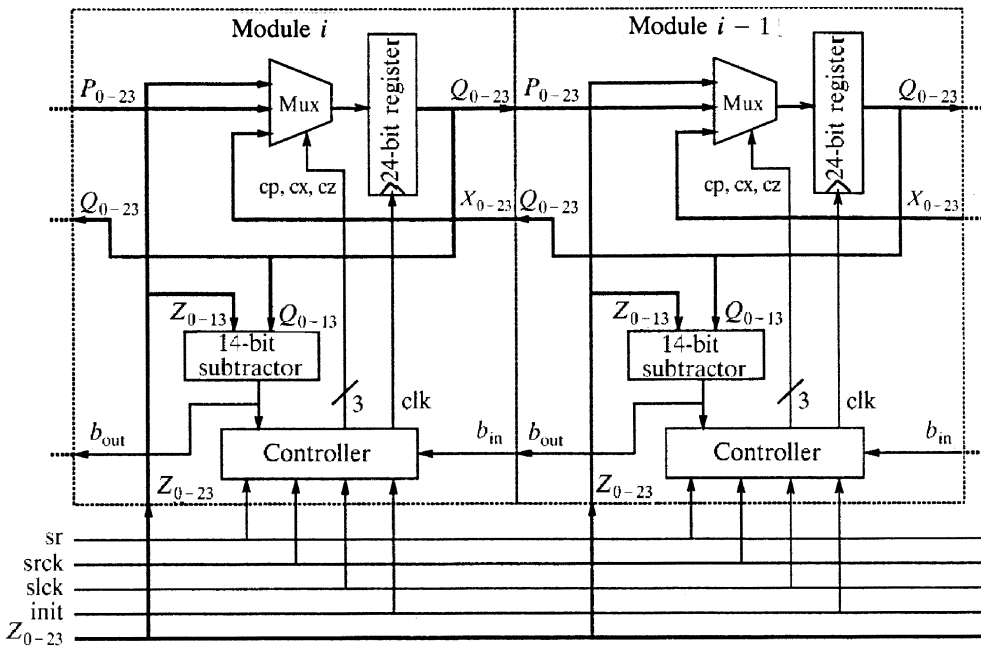 Module i
Module i − 1
P0−23
Mux
24-bit register
Q0−23
P0−23
Mux
24-bit register
Q0−23
cp, cx, cz
cp, cx, cz
Q0−23
X0−23
Q0−23
X0−23
Z0−13
Q0−13
Z0−13
Q0−13
14-bit
subtractor
14-bit
subtractor
3
clk
3
clk
bout
Controller
bin
bout
Controller
bin
Z0−23
Z0−23
sr
srck
slck
init
Z0−23